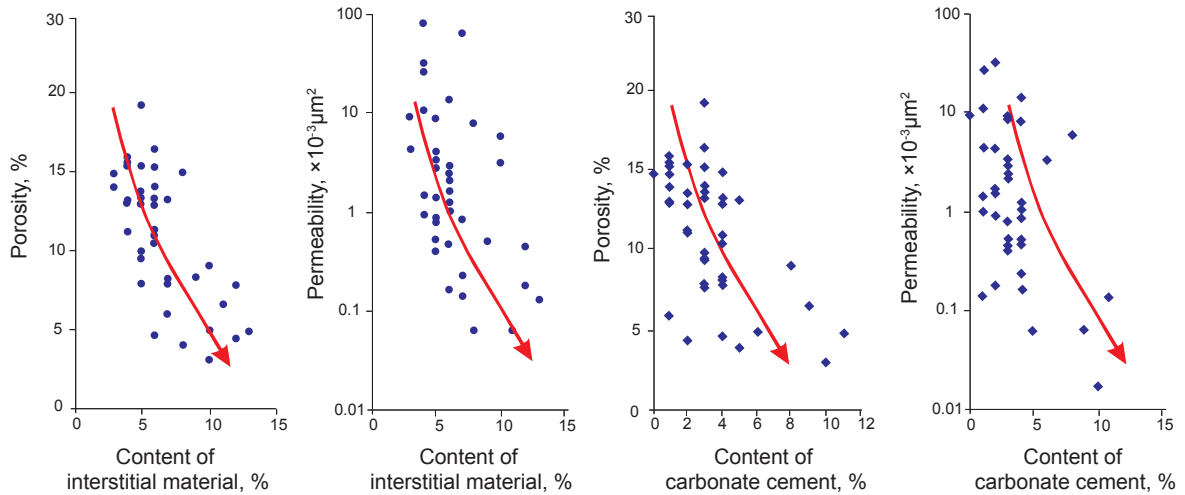 30
20
15
10
5
0
Porosity, %
0
5
10
15
Content of
interstitial material, %
100
10
1
0.1
0.01
Permeability, ×10⁻³μm²
0
5
10
15
Content of
interstitial material, %
30
20
15
10
5
0
Porosity, %
0 2 4 6 8 10 12
Content of
carbonate cement, %
100
10
1
0.1
0.01
Permeability, ×10⁻³μm²
0
5
10
15
Content of
carbonate cement, %